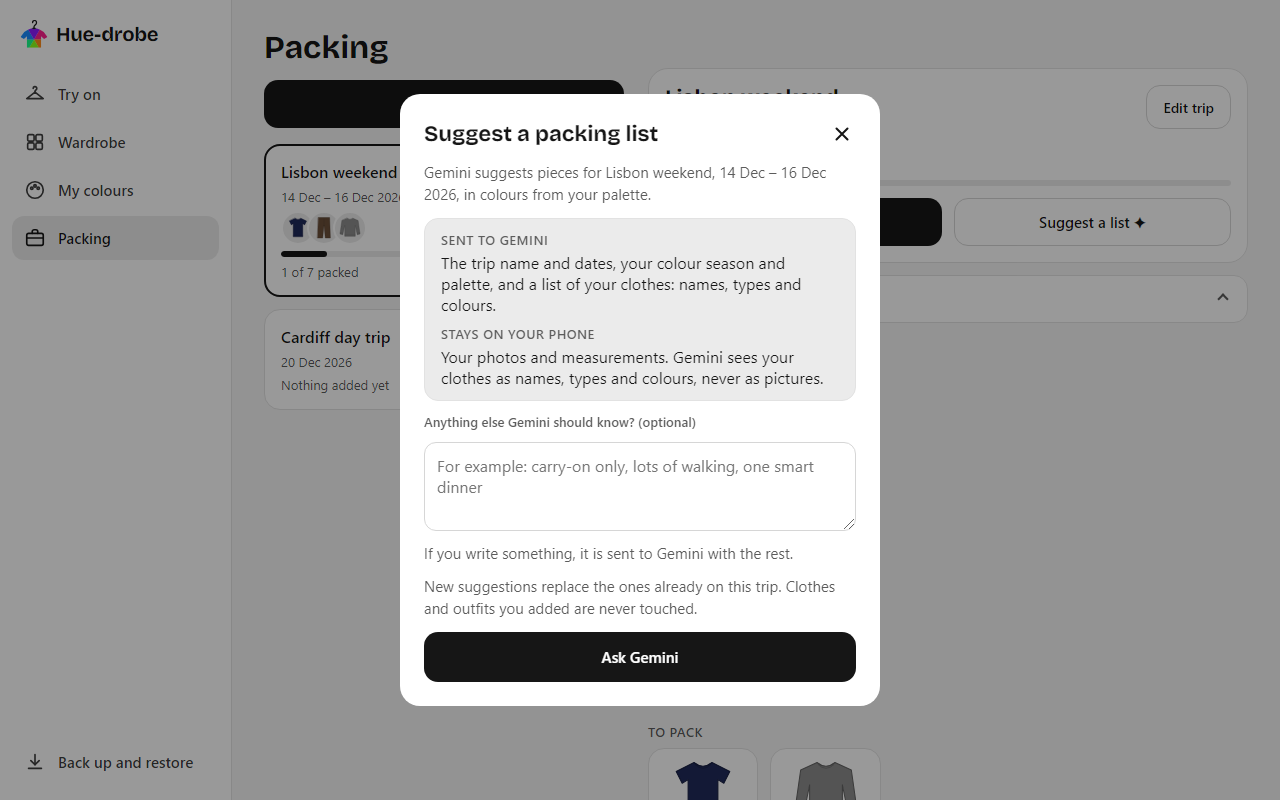 Hue-drobe
Try on
Wardrobe
My colours
Packing
Back up and restore
Packing
Lisbon weekend
14 Dec – 16 Dec 2026
1 of 7 packed
Cardiff day trip
20 Dec 2026
Nothing added yet
Lisbon weekend
Edit trip
Suggest a list ✦
TO PACK
Suggest a packing list
Gemini suggests pieces for Lisbon weekend, 14 Dec – 16 Dec
2026, in colours from your palette.
SENT TO GEMINI
The trip name and dates, your colour season and
palette, and a list of your clothes: names, types and
colours.
STAYS ON YOUR PHONE
Your photos and measurements. Gemini sees your
clothes as names, types and colours, never as pictures.
Anything else Gemini should know? (optional)
For example: carry-on only, lots of walking, one smart
dinner
If you write something, it is sent to Gemini with the rest.
New suggestions replace the ones already on this trip. Clothes
and outfits you added are never touched.
Ask Gemini